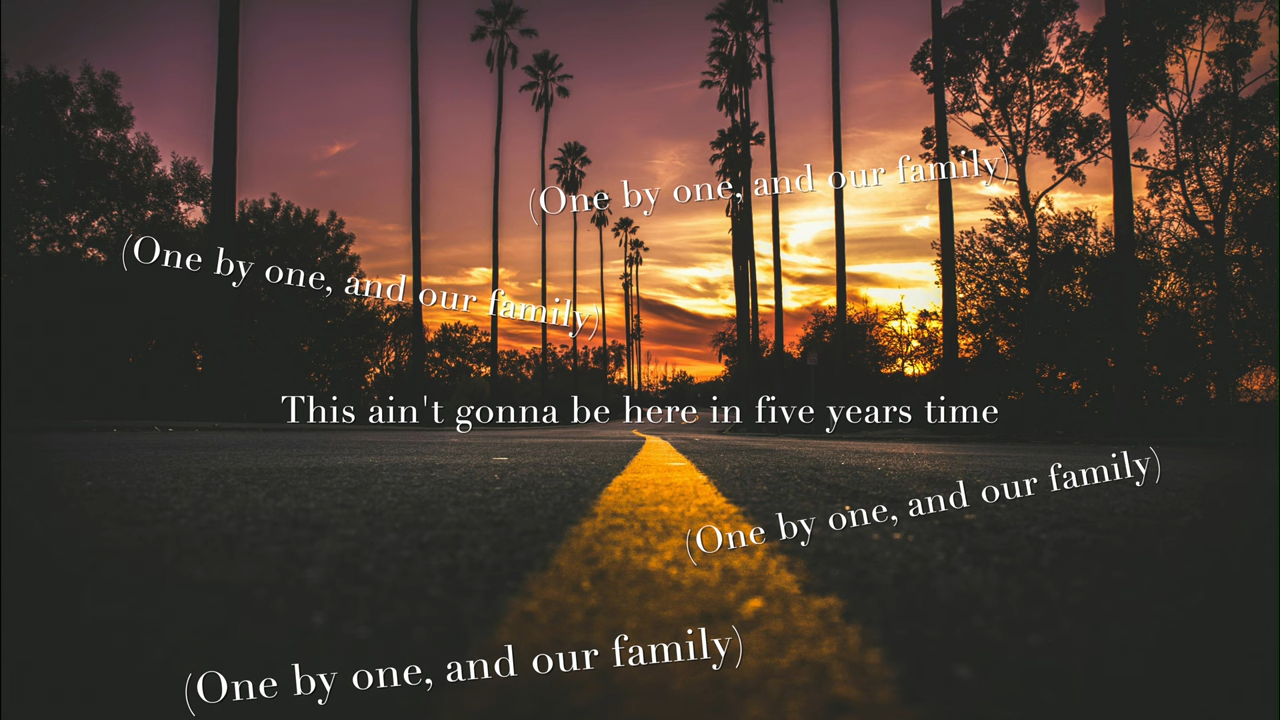 (One by one, and our family)
(One by one, and our family)
This ain't gonna be here in five years time
(One by one, and our family)
(One by one, and our family)